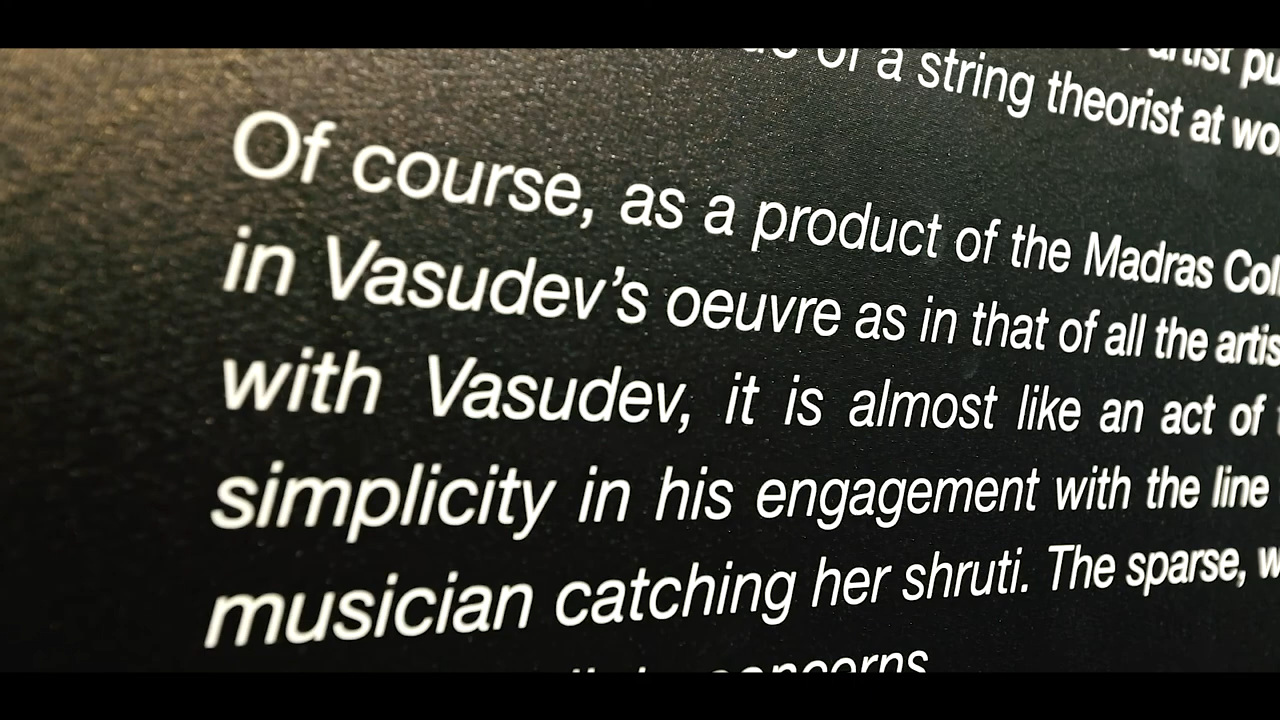 artist
of a string theorist at
Of course, as a product of the Madras
in Vasudev's oeuvre as in that of all the
with Vasudev, it is almost like an act of
simplicity in his engagement with the line
musician catching her shruti. The sparse,
concerns